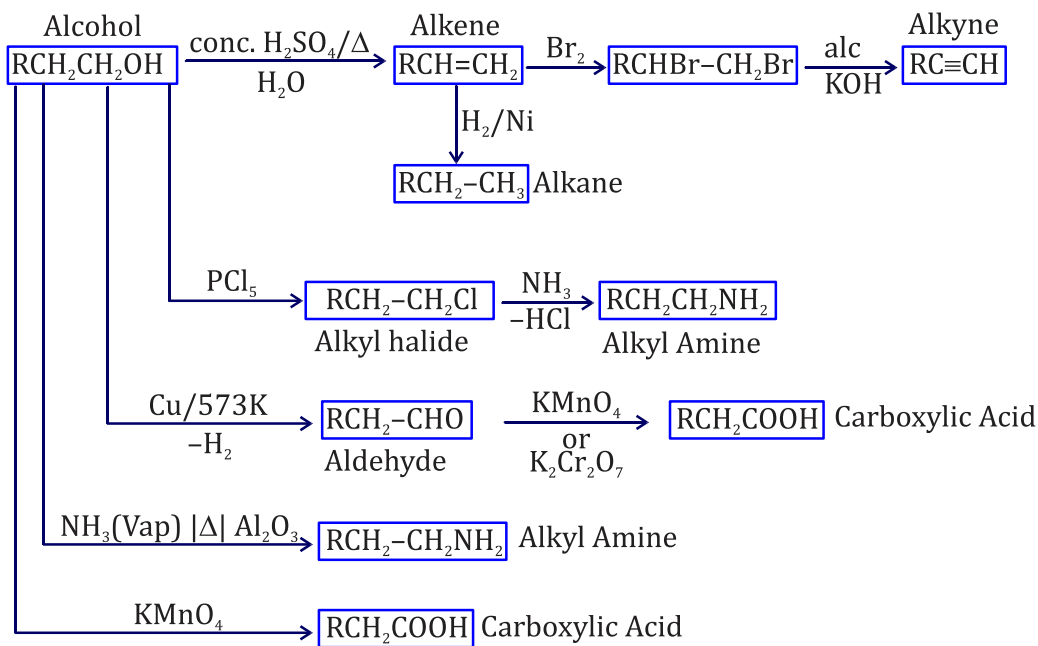 Alcohol
RCH₂CH₂OH
conc. H₂SO₄/Δ
H₂O
Alkene
RCH=CH₂
Br₂
RCHBr–CH₂Br
alc
KOH
Alkyne
RC≡CH
H₂/Ni
RCH₂–CH₃ Alkane
PCl₅
RCH₂–CH₂Cl
Alkyl halide
NH₃
–HCl
RCH₂CH₂NH₂
Alkyl Amine
Cu/573K
–H₂
RCH₂–CHO
Aldehyde
KMnO₄
or
K₂Cr₂O₇
RCH₂COOH Carboxylic Acid
NH₃(Vap) |Δ| Al₂O₃
RCH₂–CH₂NH₂ Alkyl Amine
KMnO₄
RCH₂COOH Carboxylic Acid